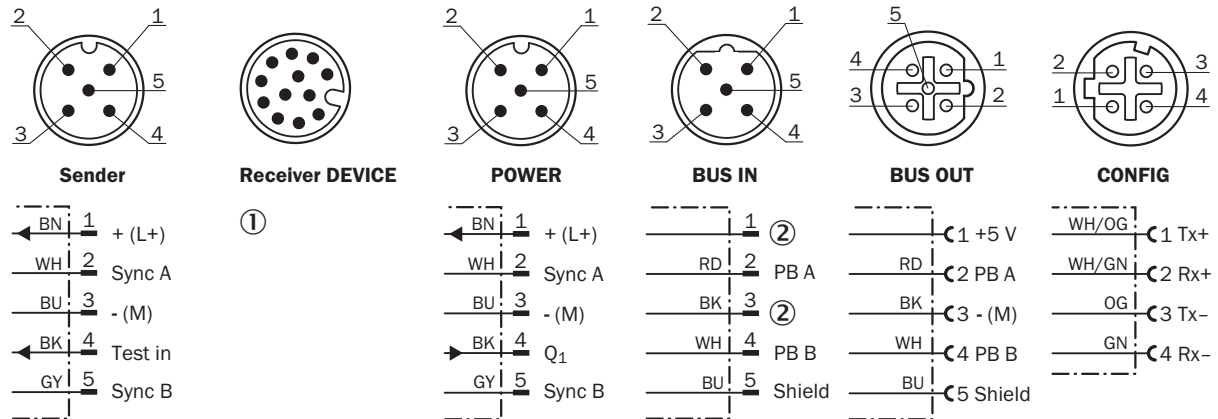 2 1
5
3 4
Sender
BN 1 + (L+)
WH 2 Sync A
BU 3 - (M)
BK 4 Test in
GY 5 Sync B
Receiver DEVICE
①
2 1
5
3 4
POWER
BN 1 + (L+)
WH 2 Sync A
BU 3 - (M)
BK 4 Q₁
GY 5 Sync B
2 1
5
3 4
BUS IN
1 ②
RD 2 PB A
BK 3 ②
WH 4 PB B
BU 5 Shield
5
4 1
3 2
BUS OUT
1 +5 V
RD 2 PB A
BK 3 - (M)
WH 4 PB B
BU 5 Shield
2 3
1 4
CONFIG
WH/OG 1 Tx+
WH/GN 2 Rx+
OG 3 Tx–
GN 4 Rx–